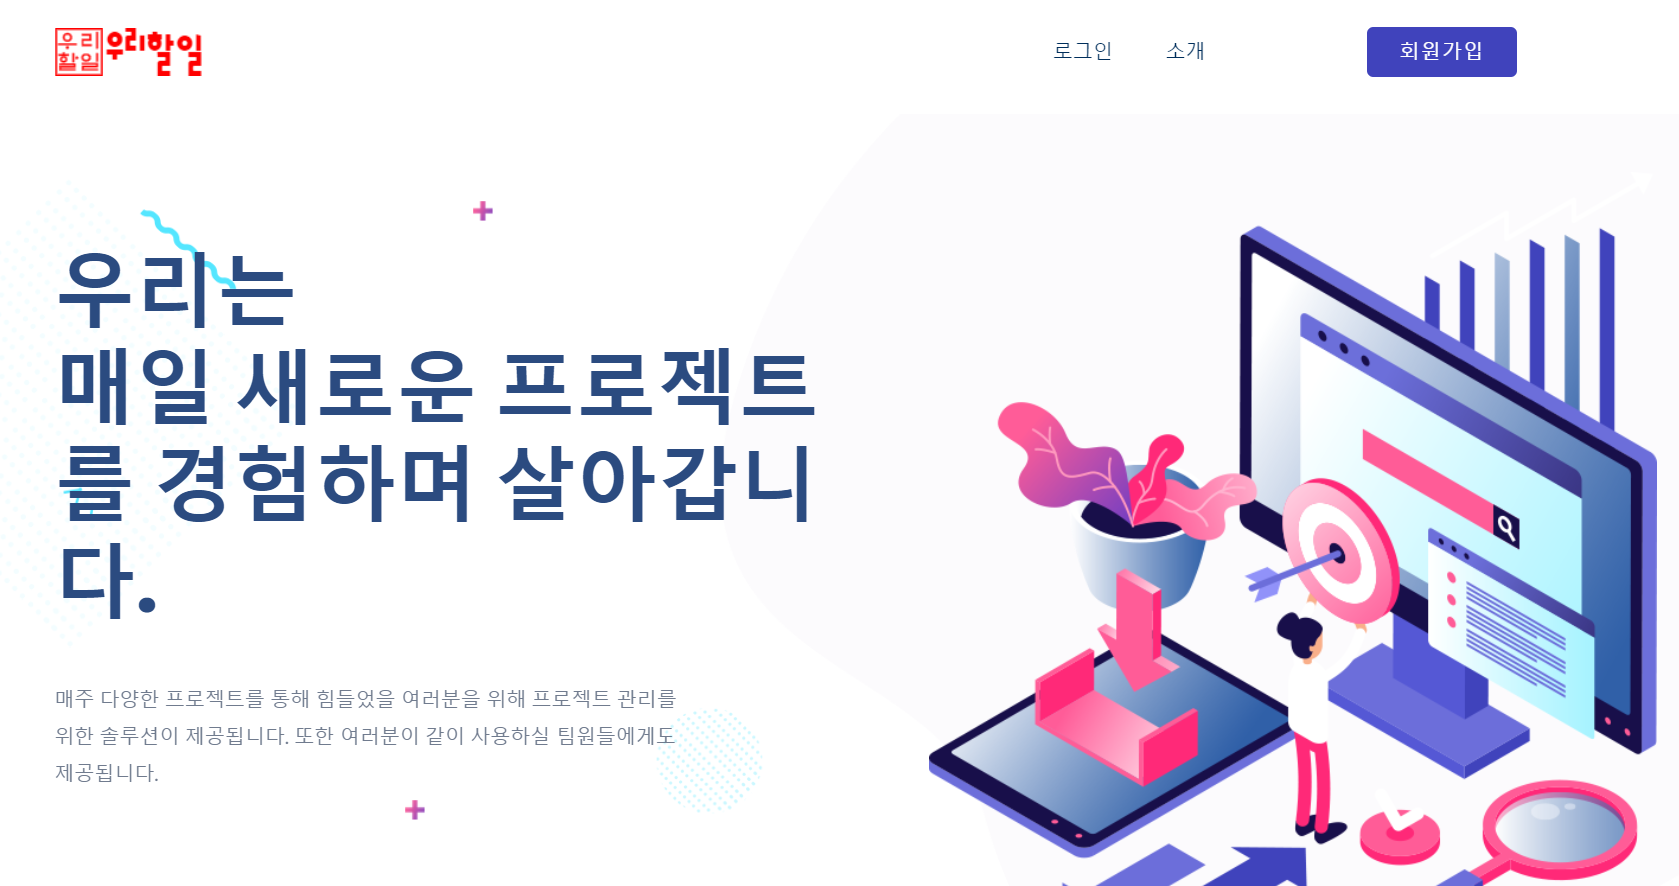 우리
할일
우리할일
로그인
소개
회원가입
우리는
매일 새로운 프로젝트
를 경험하며 살아갑니
다.
매주 다양한 프로젝트를 통해 힘들었을 여러분을 위해 프로젝트 관리를
위한 솔루션이 제공됩니다. 또한 여러분이 같이 사용하실 팀원들에게도
제공됩니다.